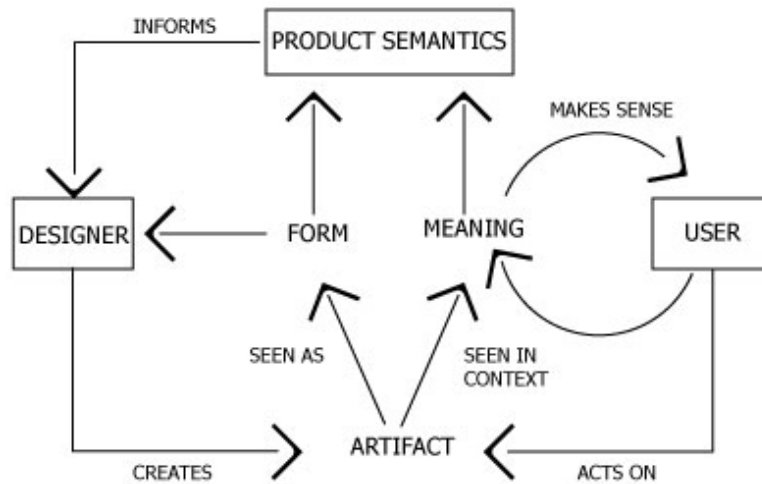 INFORMS
PRODUCT SEMANTICS
MAKES SENSE
DESIGNER
FORM
MEANING
USER
SEEN AS
SEEN IN
CONTEXT
ARTIFACT
CREATES
ACTS ON